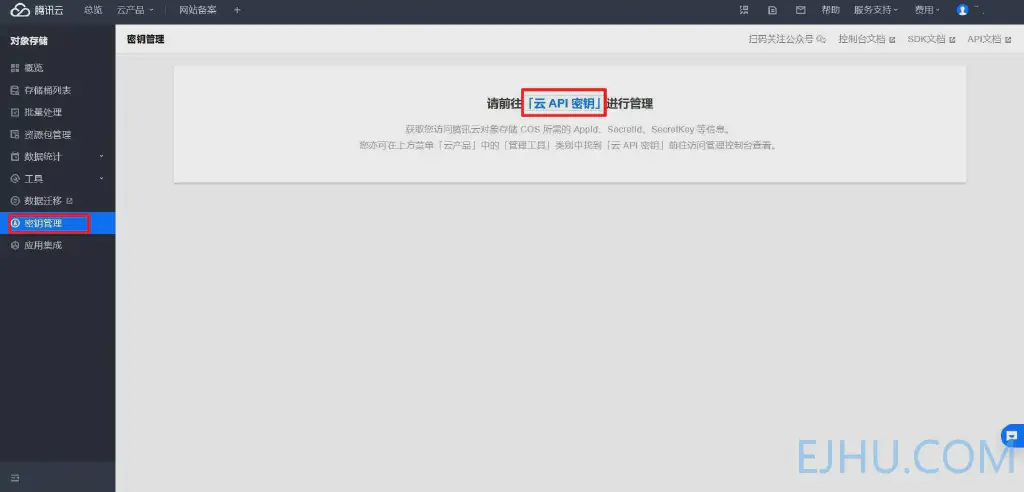 腾讯云 总览 云产品 网站备案 + 帮助 服务支持 费用
对象存储
密钥管理 扫码关注公众号 控制台文档 SDK文档 API文档
概览
存储桶列表
批量处理
资源包管理
数据统计
工具
数据迁移
密钥管理
应用集成
请前往「云 API 密钥」进行管理
获取您访问腾讯云对象存储 COS 所需的 AppId、SecretId、SecretKey 等信息。
您亦可在上方菜单「云产品」中的「管理工具」类别中找到「云 API 密钥」前往访问管理控制台查看。
EJHU.COM